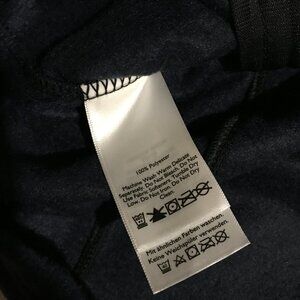 100% Polyester
Machine Wash Warm Delicate
Separately. Do Not Bleach. Do Not
Use Fabric Softeners. Tumble Dry
Low. Do Not Iron. Do Not Dry
Clean.
Mit ähnlichen Farben waschen.
Keine Weichspüler verwenden.